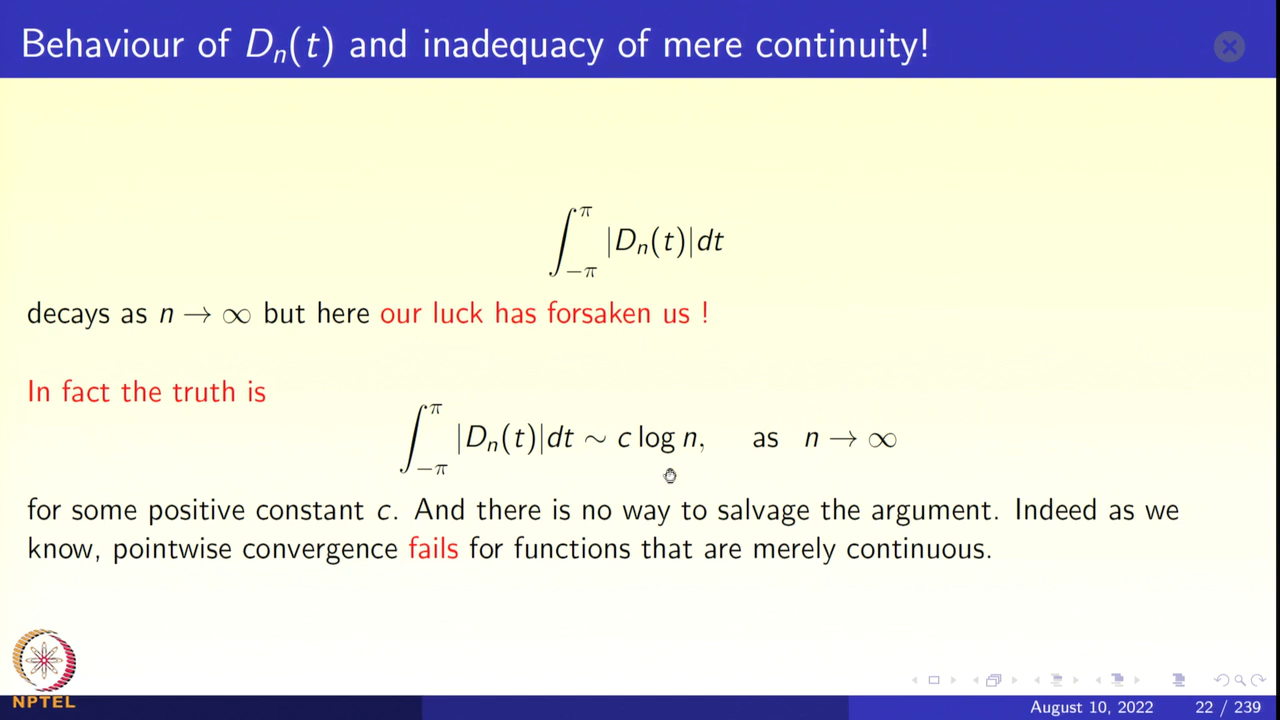 Behaviour of Dₙ(t) and inadequacy of mere continuity!
∫_{−π}^{π} |Dₙ(t)|dt
decays as n → ∞ but here our luck has forsaken us !
In fact the truth is
∫_{−π}^{π} |Dₙ(t)|dt ∼ c log n, as n → ∞
for some positive constant c. And there is no way to salvage the argument. Indeed as we
know, pointwise convergence fails for functions that are merely continuous.
NPTEL
August 10, 2022 22 / 239